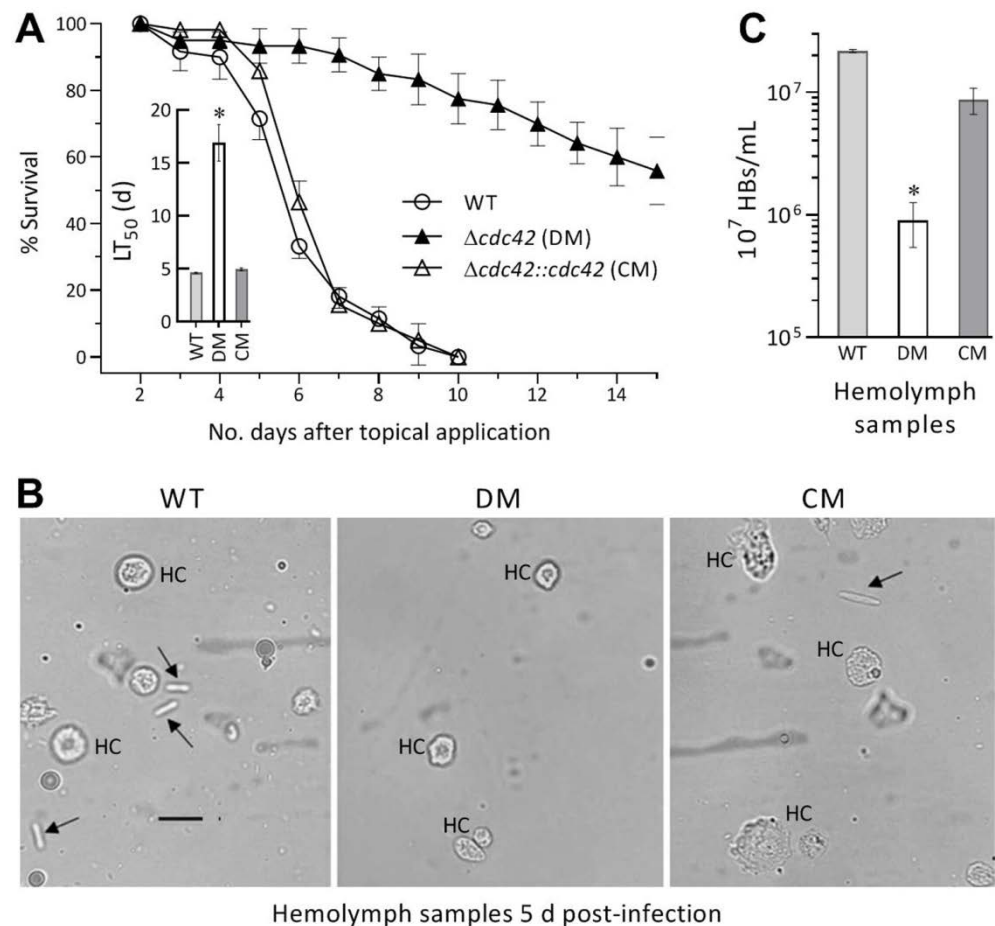 A
100
80
60
40
20
0
% Survival
2
4
6
8
10
12
14
No. days after topical application
20
15
10
5
0
LT50 (d)
*
WT
DM
CM
WT
Δcdc42 (DM)
Δcdc42::cdc42 (CM)
C
10^7
10^6
10^5
10^7 HBs/mL
*
WT
DM
CM
Hemolymph
samples
B
WT
DM
CM
HC
HC
HC
HC
HC
HC
HC
Hemolymph samples 5 d post-infection